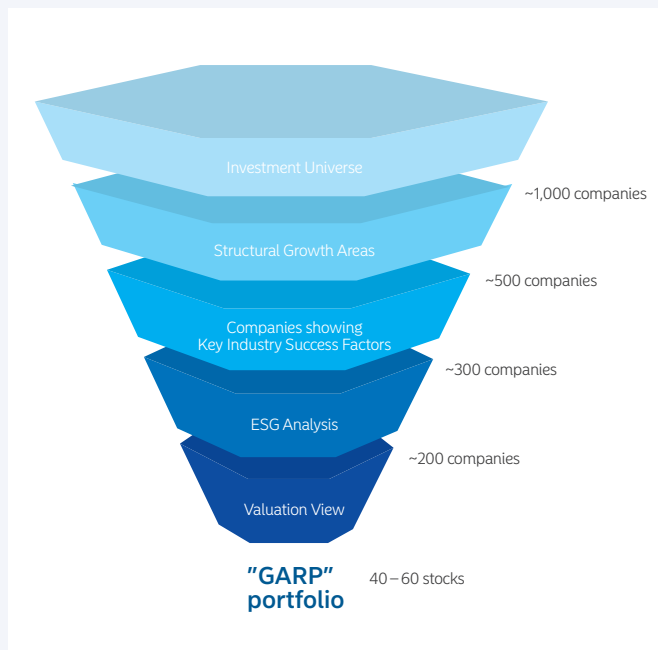 Investment Universe
~1,000 companies
Structural Growth Areas
~500 companies
Companies showing
Key Industry Success Factors
~300 companies
ESG Analysis
~200 companies
Valuation View
"GARP"
portfolio
40 – 60 stocks